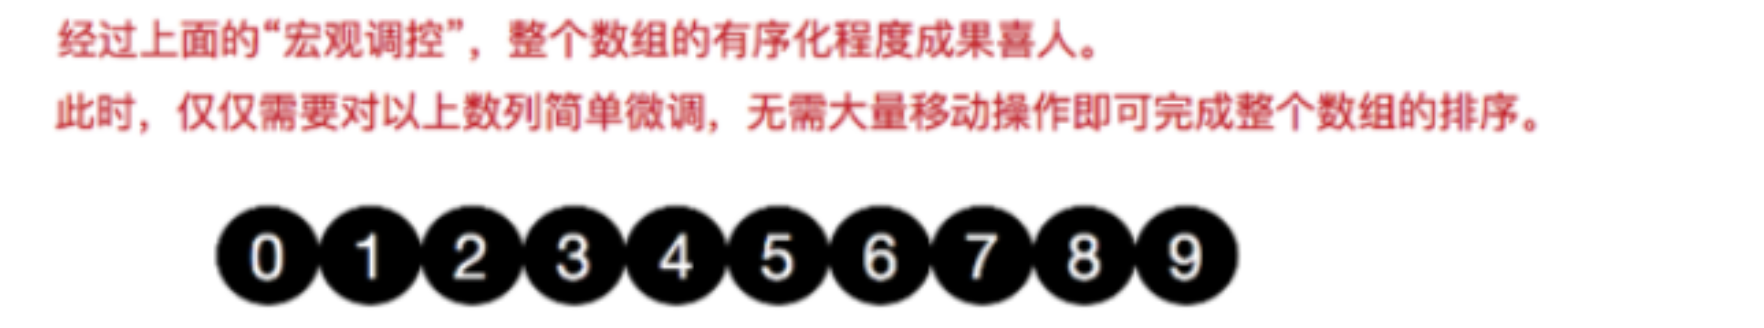 经过上面的“宏观调控”，整个数组的有序化程度成果喜人。
此时，仅仅需要对以上数列简单微调，无需大量移动操作即可完成整个数组的排序。
0 1 2 3 4 5 6 7 8 9